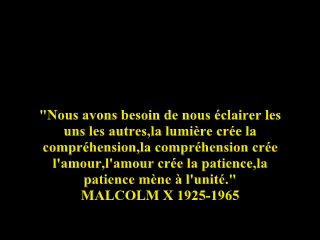 "Nous avons besoin de nous éclairer les
uns les autres,la lumière crée la
compréhension,la compréhension crée
l'amour,l'amour crée la patience,la
patience mène à l'unité."
MALCOLM X 1925-1965